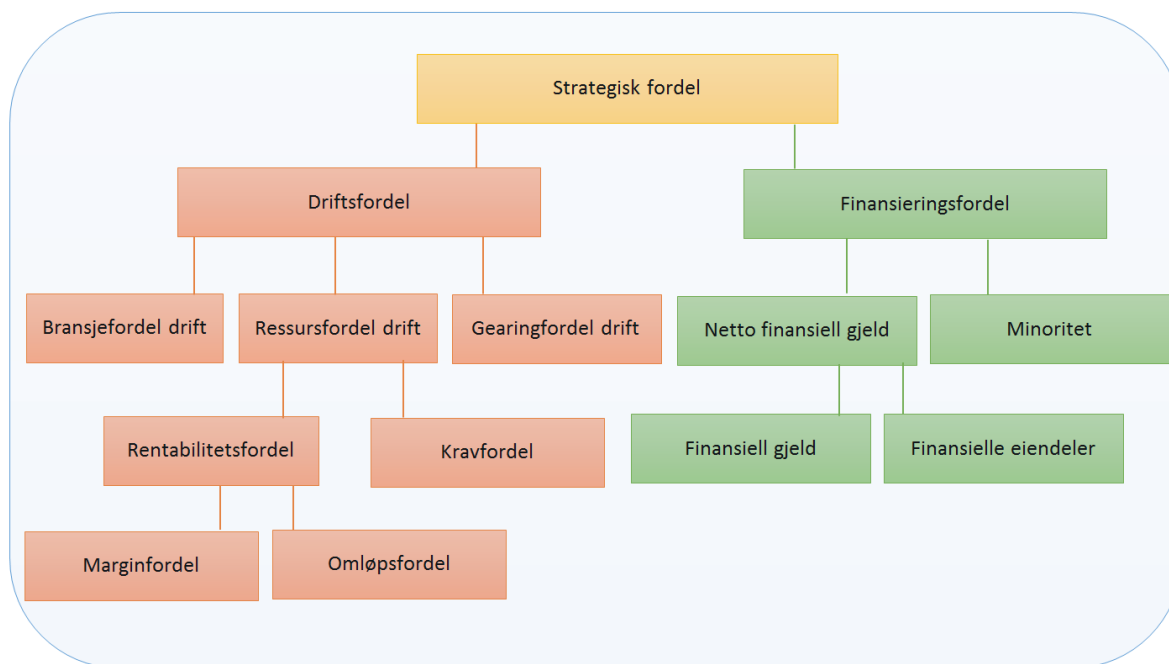 Strategisk fordel
Driftsfordel
Finansieringsfordel
Bransjefordel drift
Ressursfordel drift
Gearingfordel drift
Netto finansiell gjeld
Minoritet
Rentabilitetsfordel
Kravfordel
Finansiell gjeld
Finansielle eiendeler
Marginfordel
Omløpsfordel